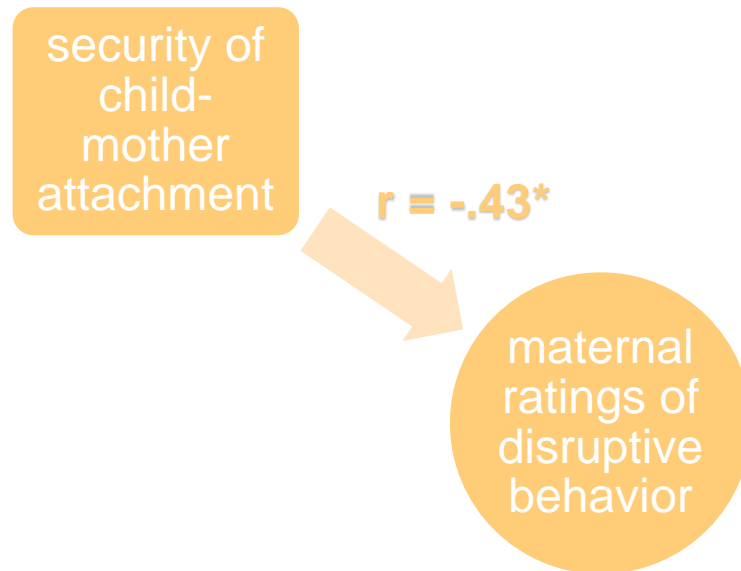 security of
child-
mother
attachment
r = -.43*
maternal
ratings of
disruptive
behavior